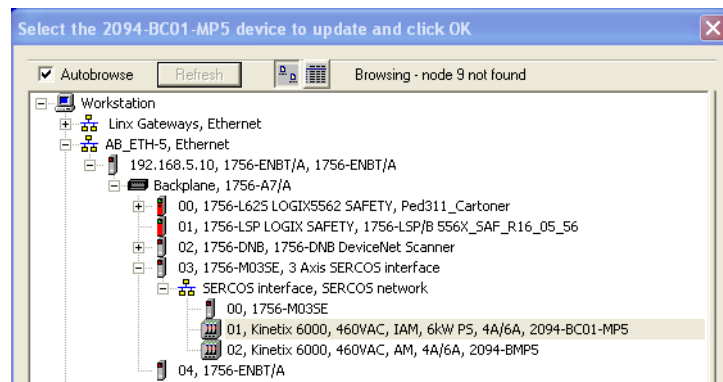 Select the 2094-BC01-MP5 device to update and click OK
Autobrowse Refresh Browsing - node 9 not found
Workstation
Linx Gateways, Ethernet
AB_ETH-5, Ethernet
192.168.5.10, 1756-ENBT/A, 1756-ENBT/A
Backplane, 1756-A7/A
00, 1756-L62S LOGIX5562 SAFETY, Ped311_Cartoner
01, 1756-LSP LOGIX SAFETY, 1756-LSP/B 556X_SAF_R16_05_56
02, 1756-DNB, 1756-DNB DeviceNet Scanner
03, 1756-M03SE, 3 Axis SERCOS interface
SERCOS interface, SERCOS network
00, 1756-M03SE
01, Kinetix 6000, 460VAC, IAM, 6kW PS, 4A/6A, 2094-BC01-MP5
02, Kinetix 6000, 460VAC, AM, 4A/6A, 2094-BMP5
04, 1756-ENBT/A